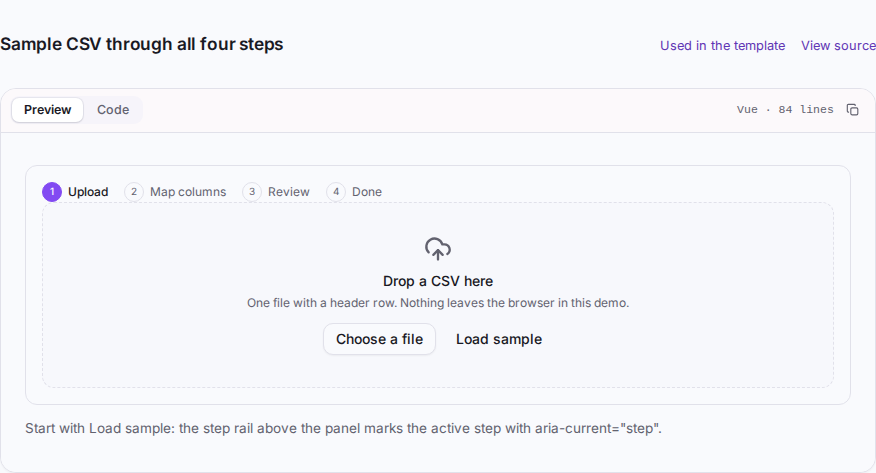 Sample CSV through all four steps
Used in the template View source
Preview Code
Vue · 84 lines
1 Upload 2 Map columns 3 Review 4 Done
Drop a CSV here
One file with a header row. Nothing leaves the browser in this demo.
Choose a file Load sample
Start with Load sample: the step rail above the panel marks the active step with aria-current="step".